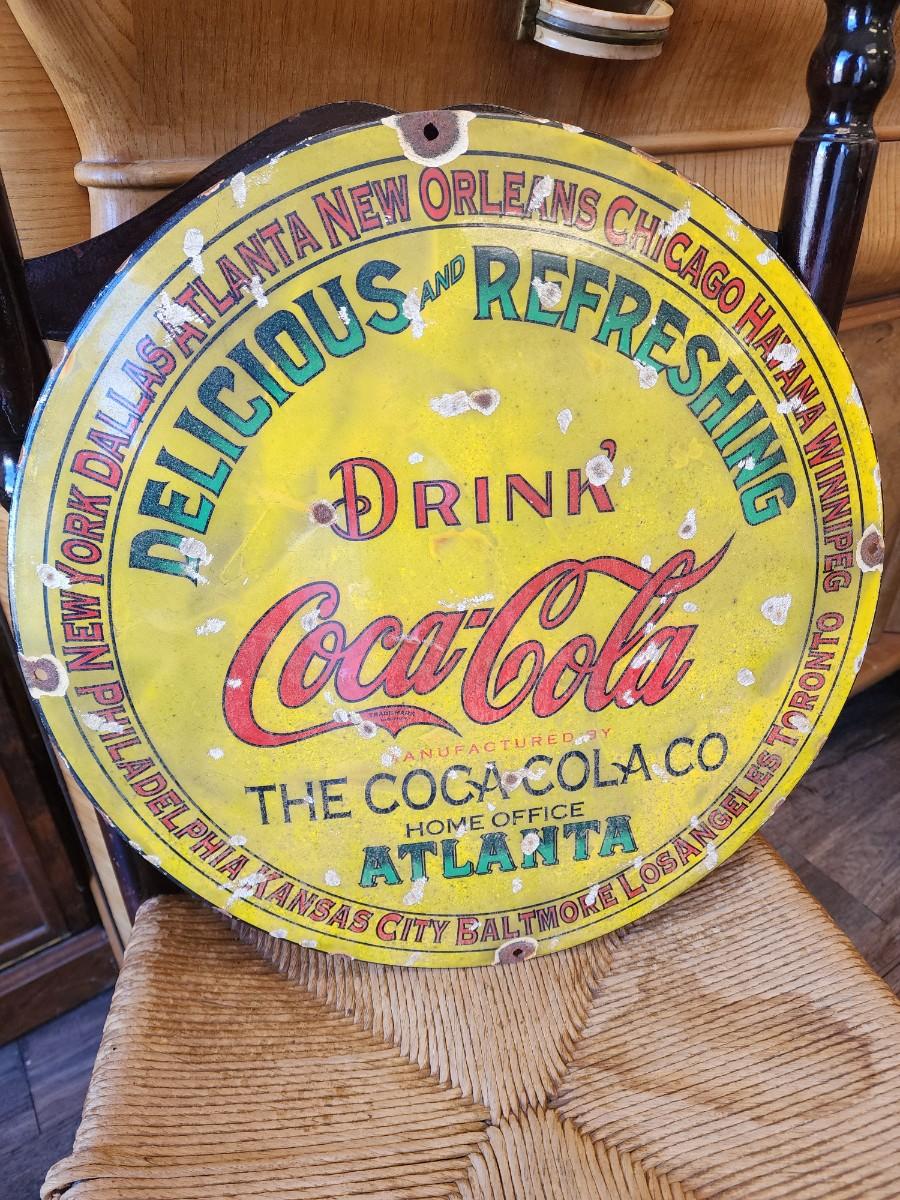 PHILADELPHIA NEW YORK DALLAS ATLANTA NEW ORLEANS CHICAGO HAVANA WINNIPEG
TORONTO LOS ANGELES BALTMORE KANSAS CITY
DELICIOUS AND REFRESHING
DRINK
Coca-Cola
TRADE MARK
MANUFACTURED BY
THE COCA COLA CO
HOME OFFICE
ATLANTA